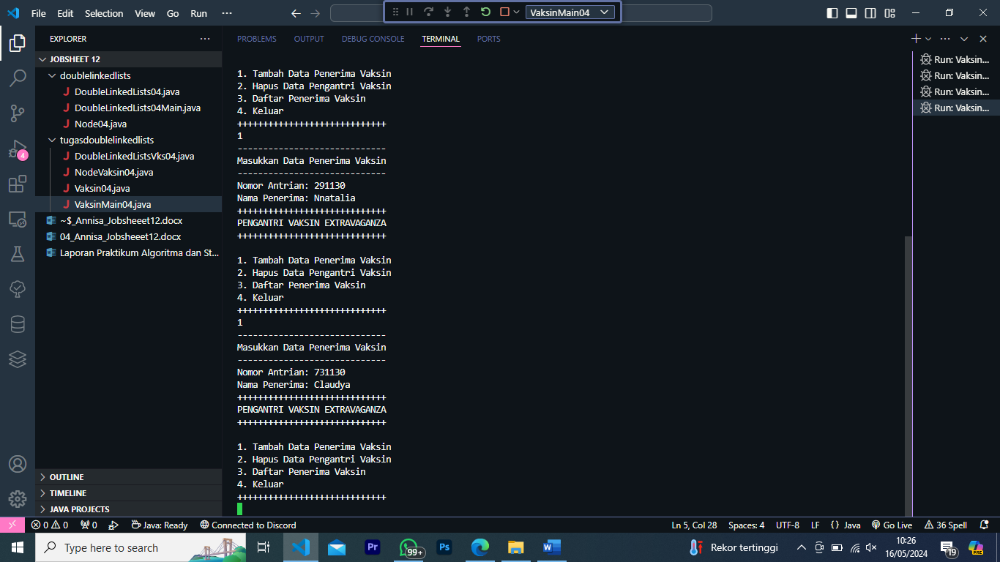 File Edit Selection View Go Run ···
VaksinMain04
EXPLORER
JOBSHEET 12
doublelinkedlists
DoubleLinkedLists04.java
DoubleLinkedLists04Main.java
Node04.java
tugasdoublelinkedlists
DoubleLinkedListsVks04.java
NodeVaksin04.java
Vaksin04.java
VaksinMain04.java
~$_Annisa_Jobsheeet12.docx
04_Annisa_Jobsheeet12.docx
Laporan Praktikum Algoritma dan St...
OUTLINE
TIMELINE
JAVA PROJECTS
4
PROBLEMS OUTPUT DEBUG CONSOLE TERMINAL PORTS
1. Tambah Data Penerima Vaksin
2. Hapus Data Pengantri Vaksin
3. Daftar Penerima Vaksin
4. Keluar
+++++++++++++++++++++++++++++
1
-----------------------------
Masukkan Data Penerima Vaksin
-----------------------------
Nomor Antrian: 291130
Nama Penerima: Nnatalia
+++++++++++++++++++++++++++++
PENGANTRI VAKSIN EXTRAVAGANZA
+++++++++++++++++++++++++++++
1. Tambah Data Penerima Vaksin
2. Hapus Data Pengantri Vaksin
3. Daftar Penerima Vaksin
4. Keluar
+++++++++++++++++++++++++++++
1
-----------------------------
Masukkan Data Penerima Vaksin
-----------------------------
Nomor Antrian: 731130
Nama Penerima: Claudya
+++++++++++++++++++++++++++++
PENGANTRI VAKSIN EXTRAVAGANZA
+++++++++++++++++++++++++++++
1. Tambah Data Penerima Vaksin
2. Hapus Data Pengantri Vaksin
3. Daftar Penerima Vaksin
4. Keluar
+++++++++++++++++++++++++++++
Run: Vaksin...
Run: Vaksin...
Run: Vaksin...
Run: Vaksin...
0 0 0 Java: Ready Connected to Discord Ln 5, Col 28 Spaces: 4 UTF-8 LF {} Java Go Live 36 Spell
Type here to search Pr 99+ Ps W Rekor tertinggi 10:26
16/05/2024 19 PRE